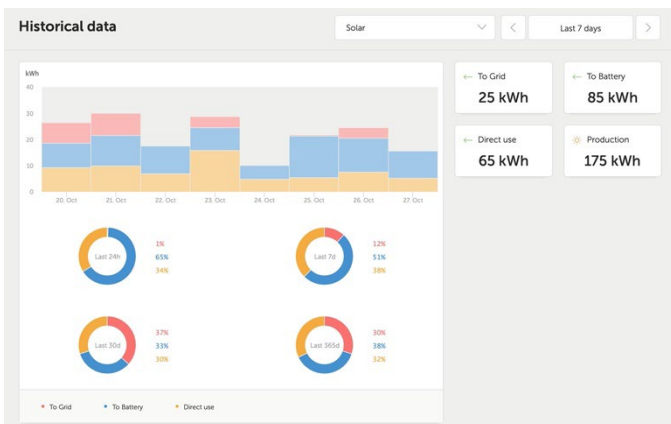 Historical data
Solar
Last 7 days
kWh
40
30
20
10
0
20. Oct
21. Oct
22. Oct
23. Oct
24. Oct
25. Oct
26. Oct
27. Oct
← To Grid
25 kWh
← To Battery
85 kWh
← Direct use
65 kWh
Production
175 kWh
Last 24h
1%
65%
34%
Last 7d
12%
51%
38%
Last 30d
37%
33%
30%
Last 365d
30%
38%
32%
To Grid
To Battery
Direct use